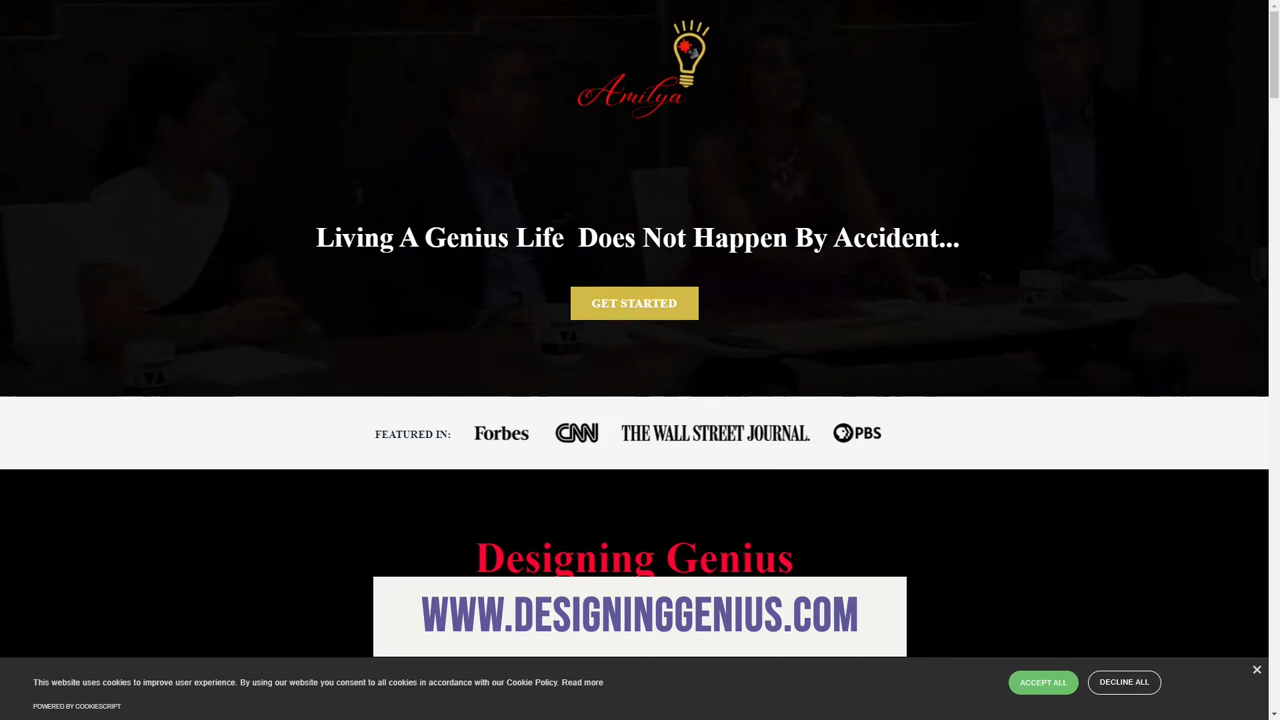 Amilya
Living A Genius Life Does Not Happen By Accident...
GET STARTED
FEATURED IN: Forbes CNN THE WALL STREET JOURNAL. PBS
Designing Genius
WWW.DESIGNINGGENIUS.COM
This website uses cookies to improve user experience. By using our website you consent to all cookies in accordance with our Cookie Policy. Read more
ACCEPT ALL
DECLINE ALL
POWERED BY COOKIESCRIPT